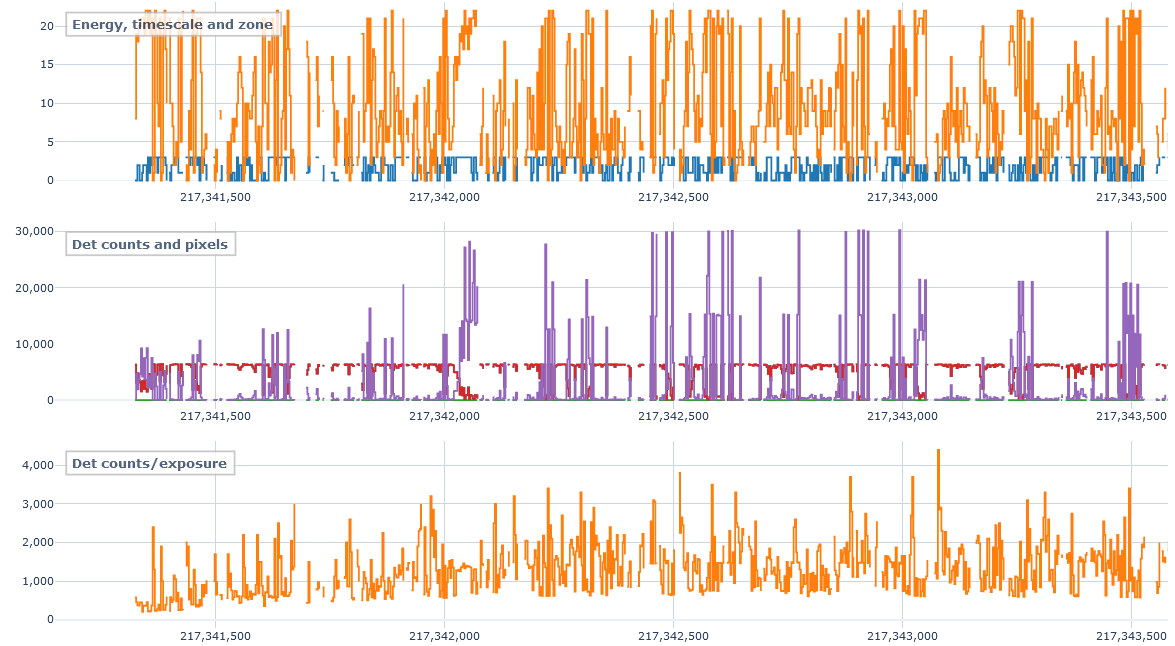 Energy, timescale and zone
20
15
10
5
0
217,341,500 217,342,000 217,342,500 217,343,000 217,343,500
Det counts and pixels
30,000
20,000
10,000
0
217,341,500 217,342,000 217,342,500 217,343,000 217,343,500
Det counts/exposure
4,000
3,000
2,000
1,000
0
217,341,500 217,342,000 217,342,500 217,343,000 217,343,500